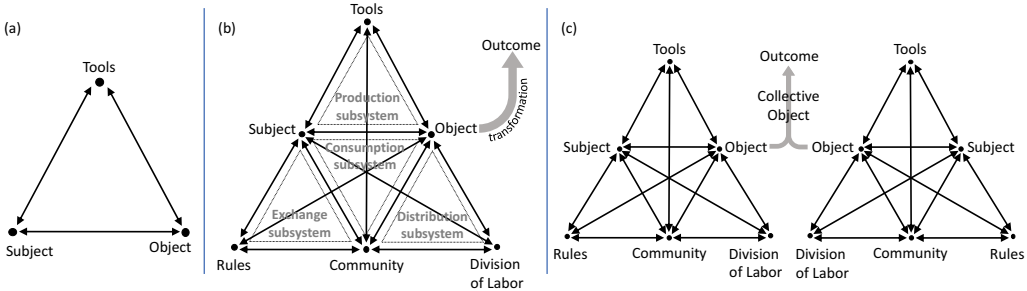 (a)
Tools
Subject
Object
(b)
Tools
Outcome
transformation
Production
subsystem
Subject
Object
Consumption
subsystem
Exchange
subsystem
Distribution
subsystem
Rules
Community
Division
of Labor
(c)
Tools
Outcome
Collective
Object
Tools
Subject
Object
Object
Subject
Rules
Community
Division
of Labor
Division
of Labor
Community
Rules